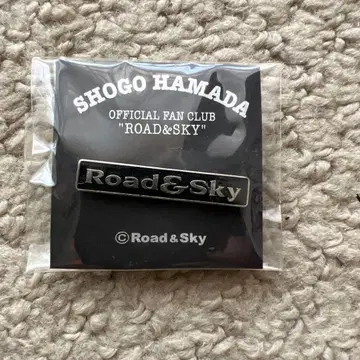 SHOGO HAMADA
OFFICIAL FAN CLUB
"ROAD&SKY"
Road&Sky
©Road&Sky